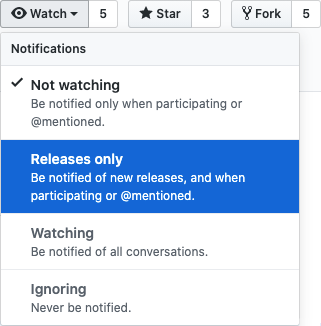 Watch 5 Star 3 Fork 5
Notifications
Not watching
Be notified only when participating or
@mentioned.
Releases only
Be notified of new releases, and when
participating or @mentioned.
Watching
Be notified of all conversations.
Ignoring
Never be notified.